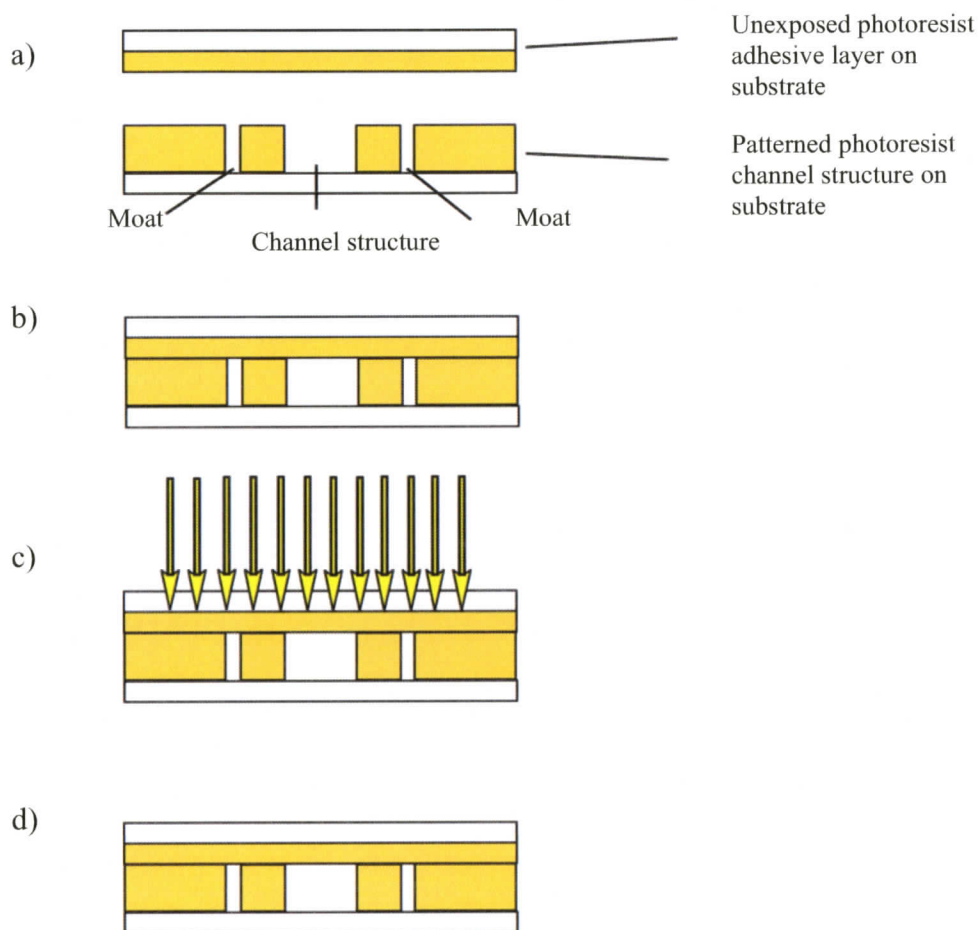 a)
Unexposed photoresist
adhesive layer on
substrate
Patterned photoresist
channel structure on
substrate
Moat
Moat
Channel structure
b)
c)
d)